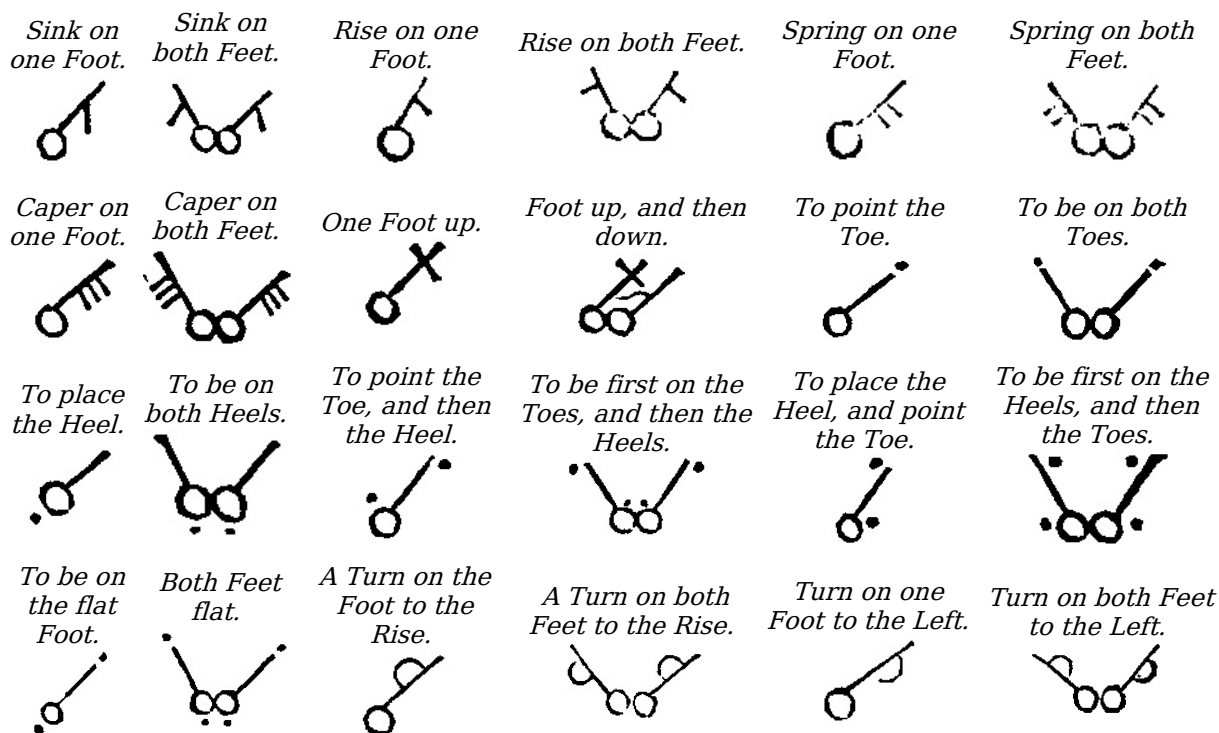 Sink on
one Foot.
Sink on
both Feet.
Rise on one
Foot.
Rise on both Feet.
Spring on one
Foot.
Spring on both
Feet.
Caper on
one Foot.
Caper on
both Feet.
One Foot up.
Foot up, and then
down.
To point the
Toe.
To be on both
Toes.
To place
the Heel.
To be on
both Heels.
To point the
Toe, and then
the Heel.
To be first on the
Toes, and then the
Heels.
To place the
Heel, and point
the Toe.
To be first on the
Heels, and then
the Toes.
To be on
the flat
Foot.
Both Feet
flat.
A Turn on the
Foot to the
Rise.
A Turn on both
Feet to the Rise.
Turn on one
Foot to the Left.
Turn on both Feet
to the Left.